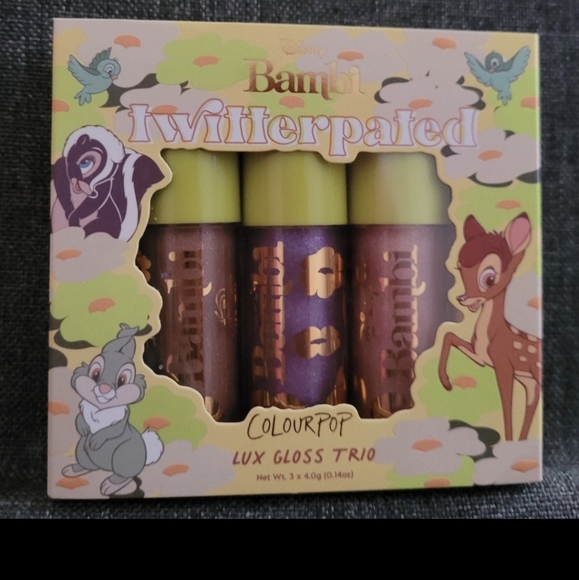 Disney
Bambi
twitterpated
Bambi
Bambi
Bambi
COLOURPOP
LUX GLOSS TRIO
Net Wt. 3 x 4.0g (0.14oz)